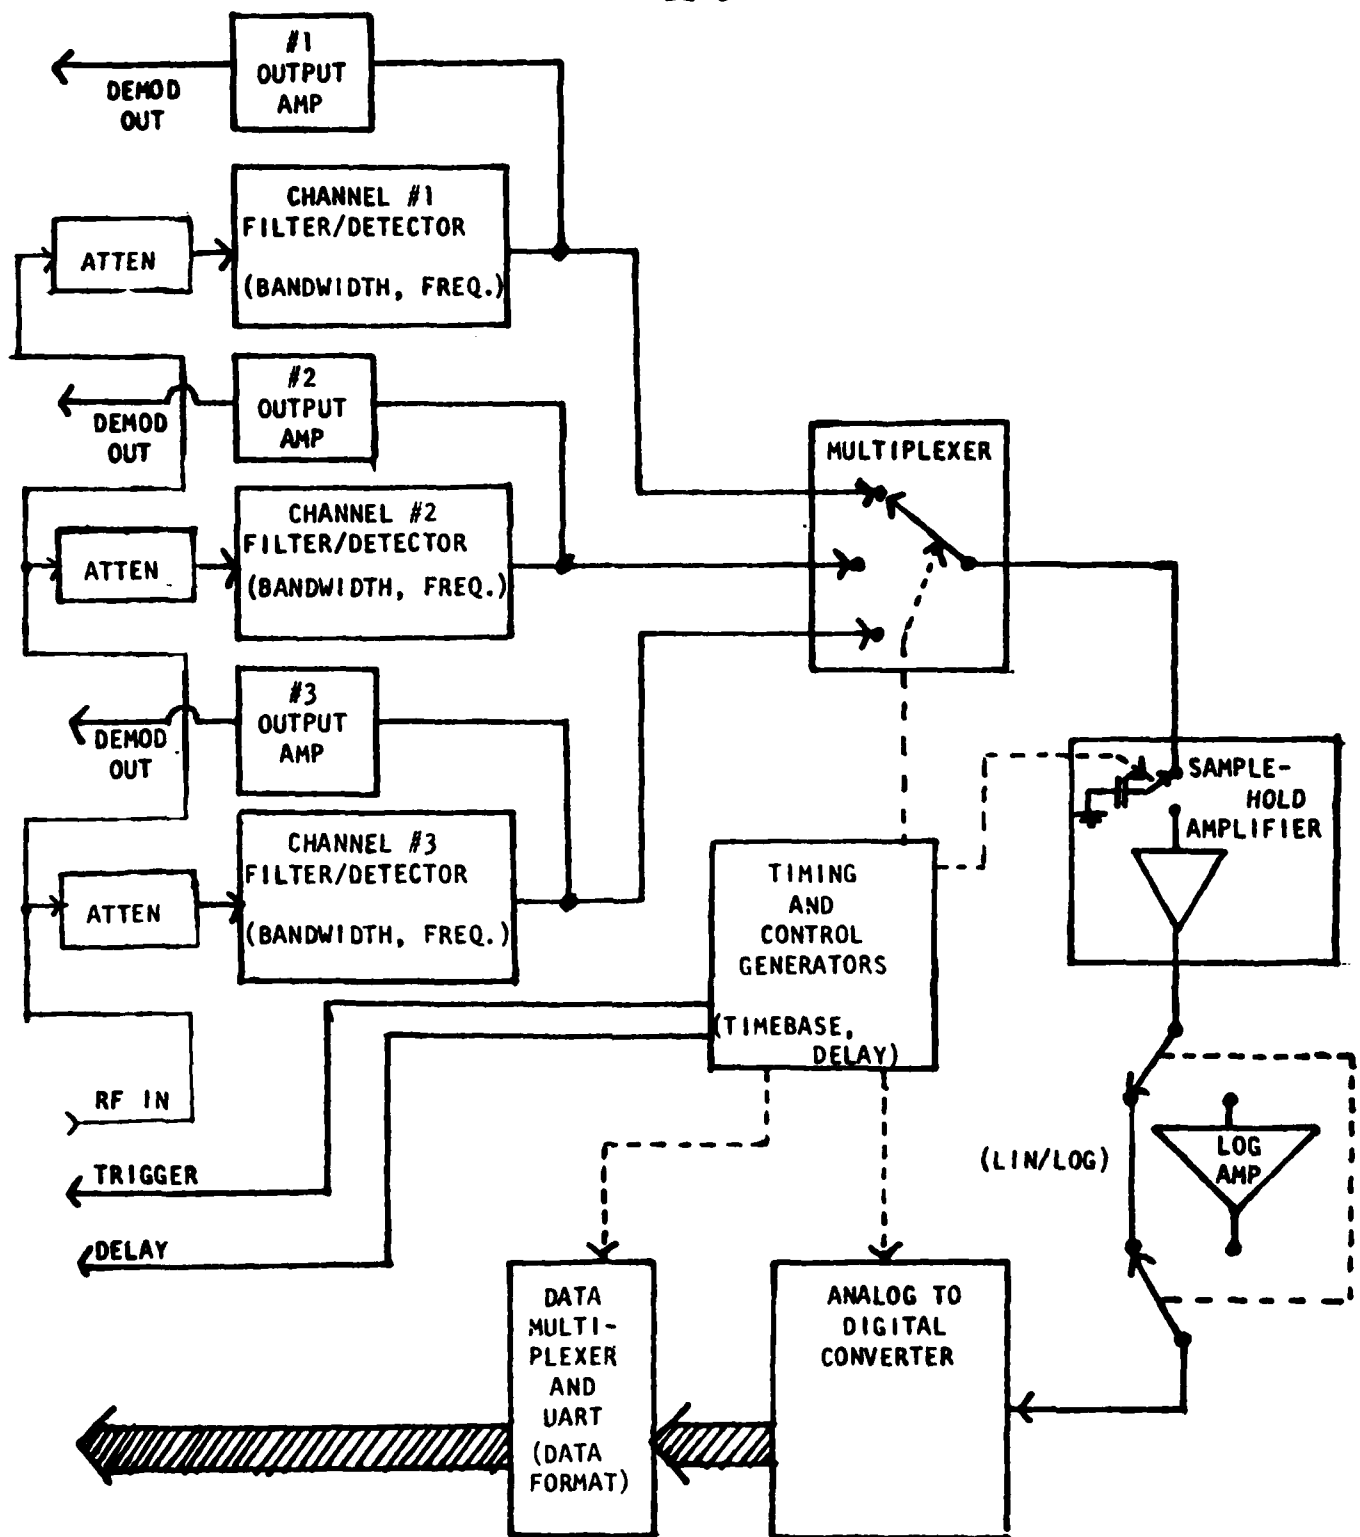 #1
OUTPUT
AMP
DEMOD
OUT
CHANNEL #1
FILTER/DETECTOR
(BANDWIDTH, FREQ.)
ATTEN
#2
OUTPUT
AMP
DEMOD
OUT
CHANNEL #2
FILTER/DETECTOR
(BANDWIDTH, FREQ.)
ATTEN
MULTIPLEXER
#3
OUTPUT
AMP
DEMOD
OUT
CHANNEL #3
FILTER/DETECTOR
(BANDWIDTH, FREQ.)
ATTEN
SAMPLE-
HOLD
AMPLIFIER
TIMING
AND
CONTROL
GENERATORS
(TIMEBASE,
DELAY)
RF IN
TRIGGER
DELAY
(LIN/LOG)
LOG
AMP
DATA
MULTI-
PLEXER
AND
UART
(DATA
FORMAT)
ANALOG TO
DIGITAL
CONVERTER